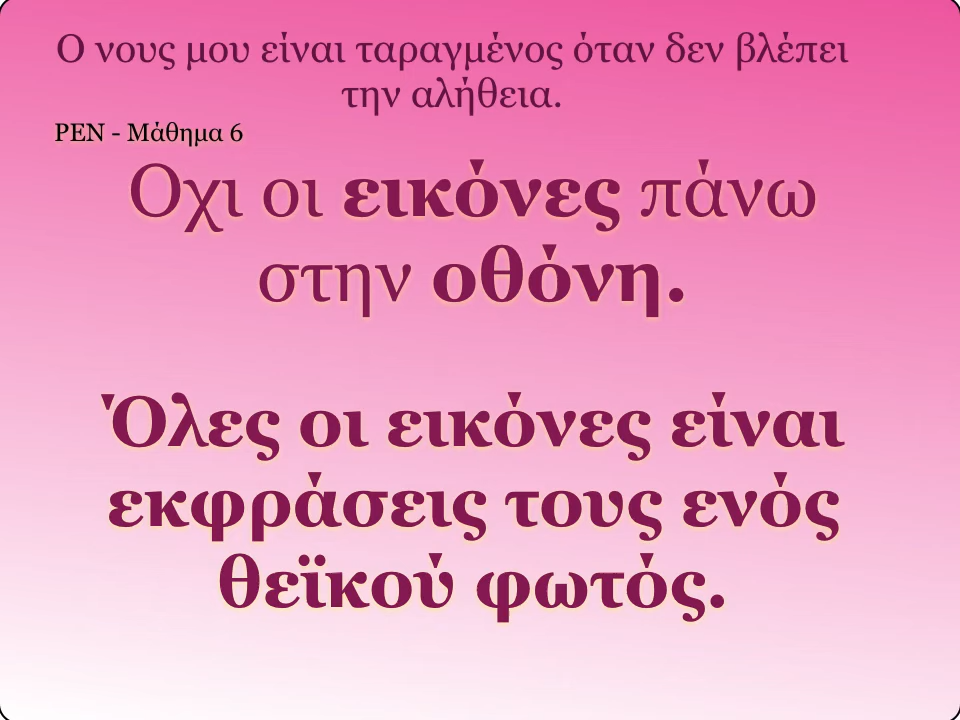 Ο νους μου είναι ταραγμένος όταν δεν βλέπει
την αλήθεια.
PEN - Μάθημα 6
Οχι οι εικόνες πάνω
στην οθόνη.
Όλες οι εικόνες είναι
εκφράσεις τους ενός
θεϊκού φωτός.